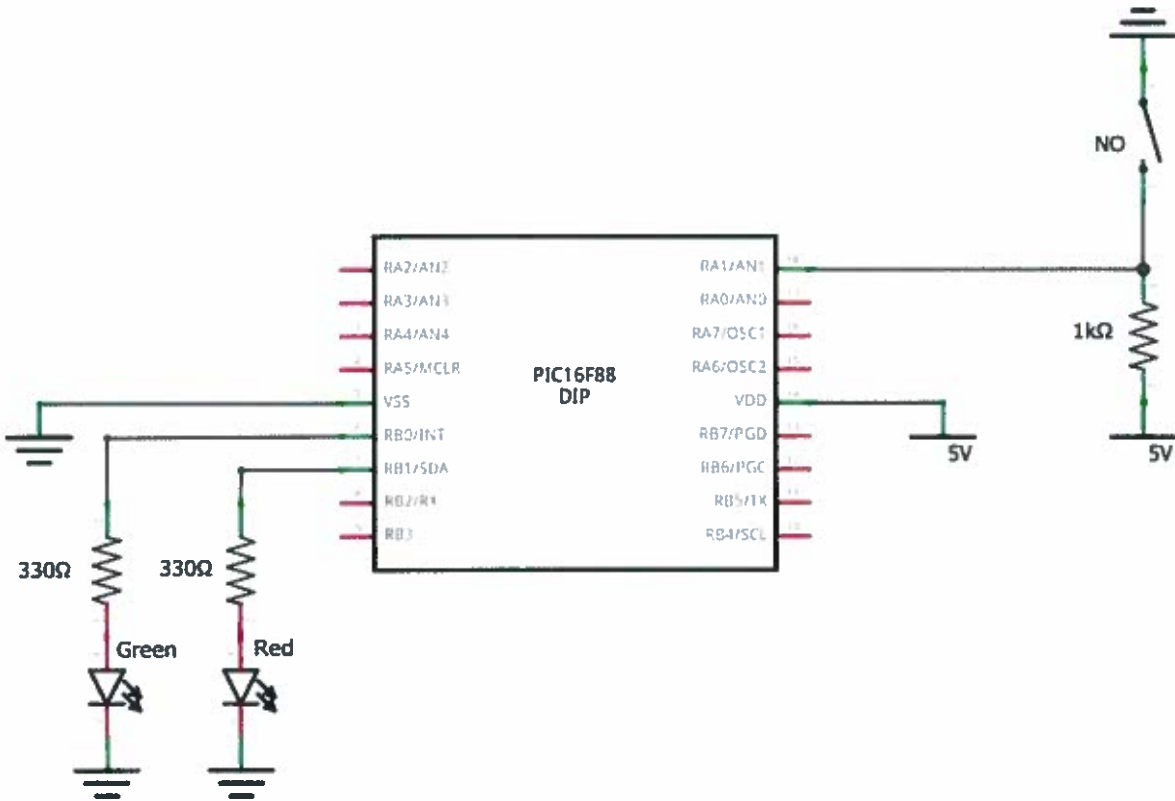 NO
RA2/AN2
RA1/AN1
RA3/AN3
RA0/AN0
1kΩ
RA4/AN4
RA7/OSC1
RA5/MCLR
RA6/OSC2
PIC16F88
DIP
VSS
VDD
RB0/INT
RB7/PGD
5V
5V
RB1/SDA
RB6/PGC
RB2/RX
RB5/TX
RB3
RB4/SCL
330Ω
330Ω
Green
Red